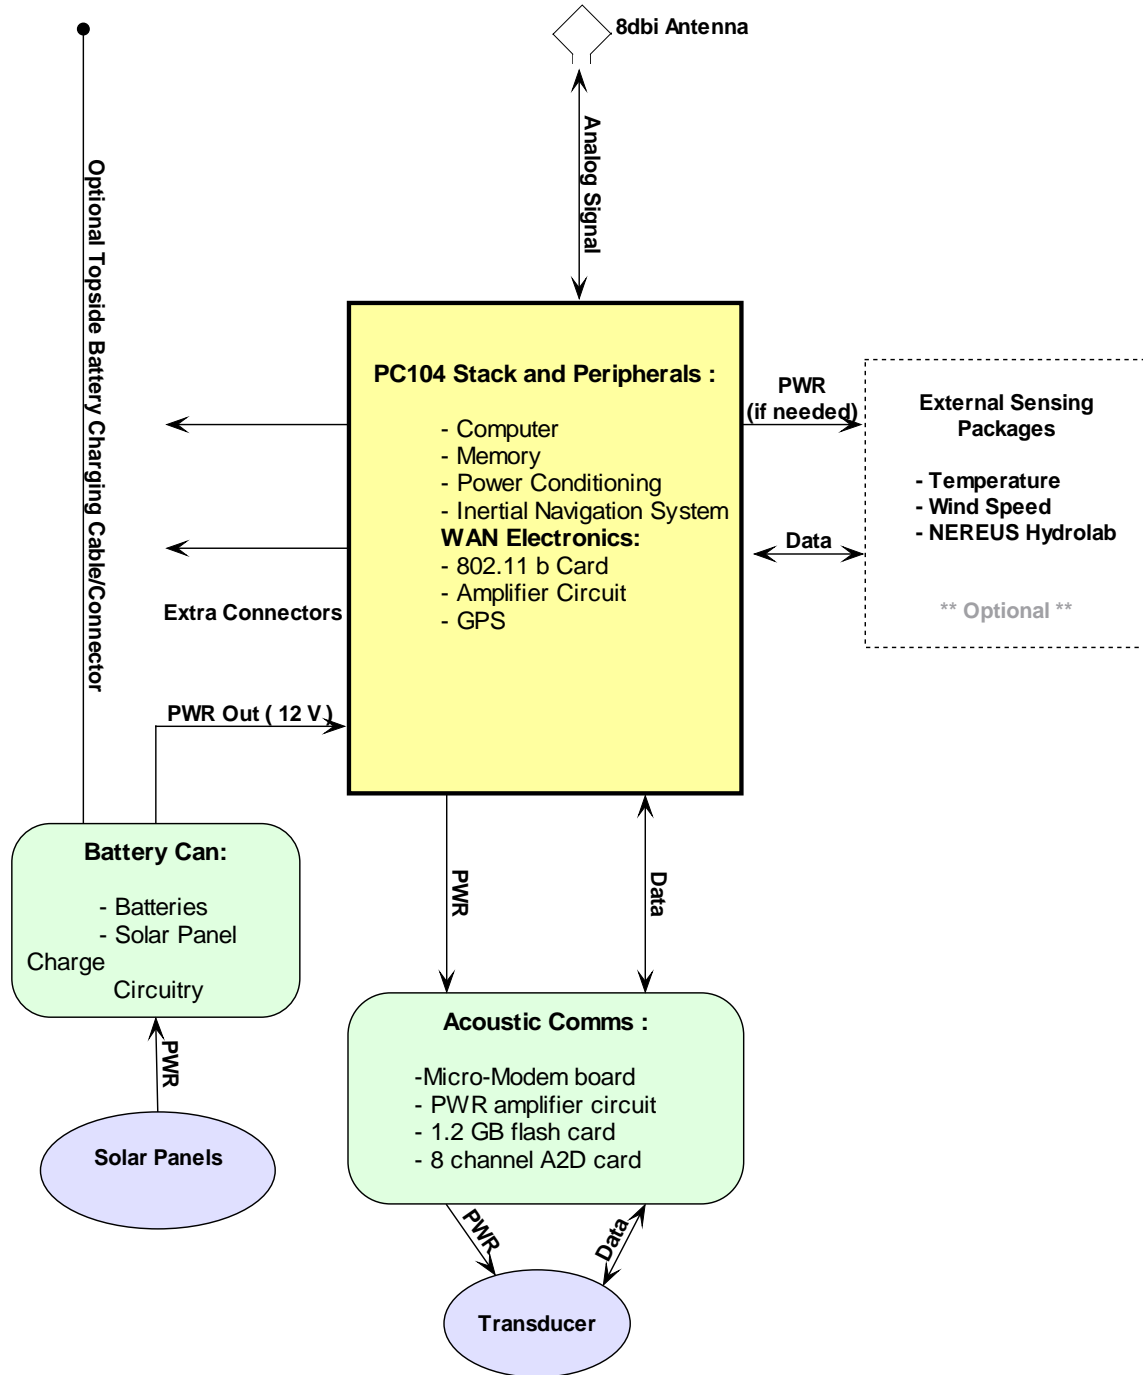 8dbi Antenna
Analog Signal
Optional Topside Battery Charging Cable/Connector
PC104 Stack and Peripherals :
- Computer
- Memory
- Power Conditioning
- Inertial Navigation System
WAN Electronics:
- 802.11 b Card
- Amplifier Circuit
- GPS
PWR
(if needed)
Data
External Sensing
Packages
- Temperature
- Wind Speed
- NEREUS Hydrolab
** Optional **
Extra Connectors
PWR Out ( 12 V )
Battery Can:
- Batteries
- Solar Panel
Charge
Circuitry
PWR
Solar Panels
PWR
Data
Acoustic Comms :
-Micro-Modem board
- PWR amplifier circuit
- 1.2 GB flash card
- 8 channel A2D card
PWR
Data
Transducer